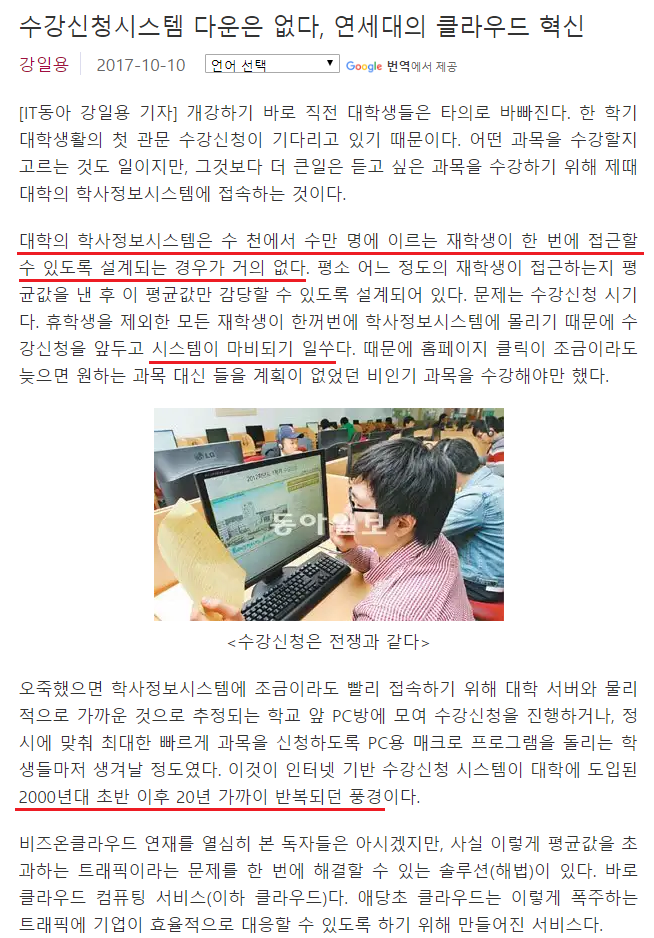 수강신청시스템 다운은 없다, 연세대의 클라우드 혁신
강일용 2017-10-10 언어 선택 Google 번역에서 제공
[IT동아 강일용 기자] 개강하기 바로 직전 대학생들은 타의로 바빠진다. 한 학기
대학생활의 첫 관문 수강신청이 기다리고 있기 때문이다. 어떤 과목을 수강할지
고르는 것도 일이지만, 그것보다 더 큰일은 듣고 싶은 과목을 수강하기 위해 제때
대학의 학사정보시스템에 접속하는 것이다.
대학의 학사정보시스템은 수 천에서 수만 명에 이르는 재학생이 한 번에 접근할
수 있도록 설계되는 경우가 거의 없다. 평소 어느 정도의 재학생이 접근하는지 평
균값을 낸 후 이 평균값만 감당할 수 있도록 설계되어 있다. 문제는 수강신청 시기
다. 휴학생을 제외한 모든 재학생이 한꺼번에 학사정보시스템에 몰리기 때문에 수
강신청을 앞두고 시스템이 마비되기 일쑤다. 때문에 홈페이지 클릭이 조금이라도
늦으면 원하는 과목 대신 들을 계획이 없었던 비인기 과목을 수강해야만 했다.
LG
동아일보
<수강신청은 전쟁과 같다>
오죽했으면 학사정보시스템에 조금이라도 빨리 접속하기 위해 대학 서버와 물리
적으로 가까운 것으로 추정되는 학교 앞 PC방에 모여 수강신청을 진행하거나, 정
시에 맞춰 최대한 빠르게 과목을 신청하도록 PC용 매크로 프로그램을 돌리는 학
생들마저 생겨날 정도였다. 이것이 인터넷 기반 수강신청 시스템이 대학에 도입된
2000년대 초반 이후 20년 가까이 반복되던 풍경이다.
비즈온클라우드 연재를 열심히 본 독자들은 아시겠지만, 사실 이렇게 평균값을 초
과하는 트래픽이라는 문제를 한 번에 해결할 수 있는 솔루션(해법)이 있다. 바로
클라우드 컴퓨팅 서비스(이하 클라우드)다. 애당초 클라우드는 이렇게 폭주하는
트래픽에 기업이 효율적으로 대응할 수 있도록 하기 위해 만들어진 서비스다.